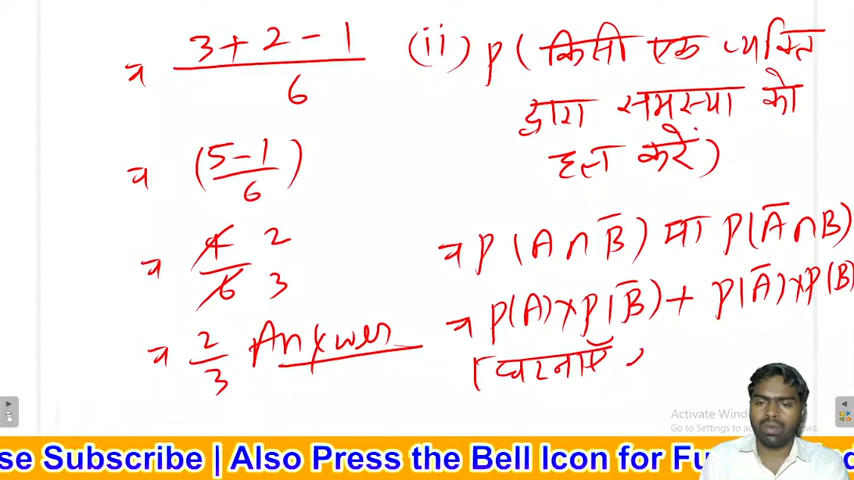 ⇒ 3 + 2 - 1 / 6
⇒ (5 - 1 / 6)
⇒ 4 2 / 6 3
⇒ 2/3 Answer
(ii) P ( किसी एक व्यक्ति
द्वारा समस्या को
हल करें)
⇒ P (A ∩ B̅) या P(A̅ ∩ B)
⇒ P(A) × P(B̅) + P(A̅) × P(B)
[ घटनाएँ ,
Activate Windo
Go to Settings to
se Subscribe | Also Press the Bell Icon for Fu